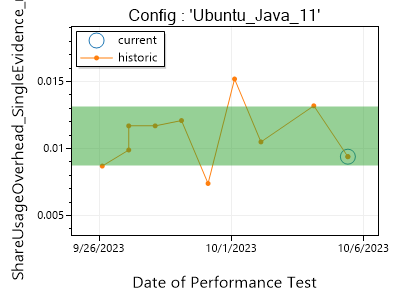 Config : 'Ubuntu_Java_11'
ShareUsageOverhead_SingleEvidence_
current
historic
0.015
0.01
0.005
9/26/2023
10/1/2023
10/6/2023
Date of Performance Test